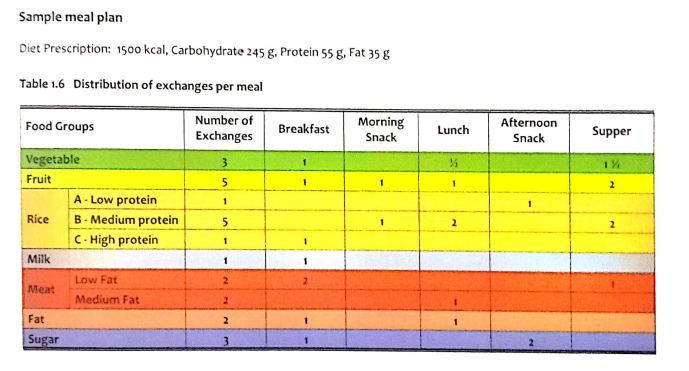 Sample meal plan
Diet Prescription: 1500 kcal, Carbohydrate 245 g, Protein 55 g, Fat 35 g
Table 1.6 Distribution of exchanges per meal
Food Groups Number of Exchanges Breakfast Morning Snack Lunch Afternoon Snack Supper
Vegetable 3 1 ½ 1 ½
Fruit 5 1 1 1 2
Rice
A - Low protein 1 1
B - Medium protein 5 1 2 2
C - High protein 1 1
Milk 1 1
Meat
Low Fat 2 2 1
Medium Fat 2 1
Fat 2 1 1
Sugar 3 1 2